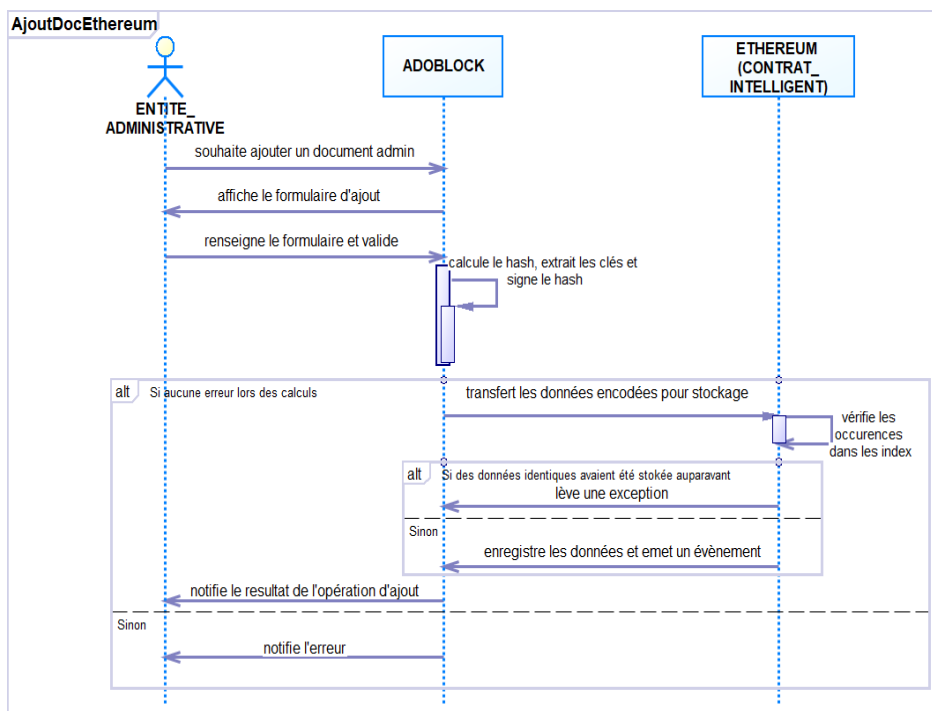 AjoutDocEthereum
ENTITE_
ADMINISTRATIVE
ADOBLOCK
ETHEREUM
(CONTRAT_
INTELLIGENT)
souhaite ajouter un document admin
affiche le formulaire d'ajout
renseigne le formulaire et valide
calcule le hash, extrait les clés et
signe le hash
alt
Si aucune erreur lors des calculs
transfert les données encodées pour stockage
vérifie les
occurences
dans les index
alt
Si des données identiques avaient été stokée auparavant
lève une exception
Sinon
enregistre les données et emet un évènement
notifie le resultat de l'opération d'ajout
Sinon
notifie l'erreur